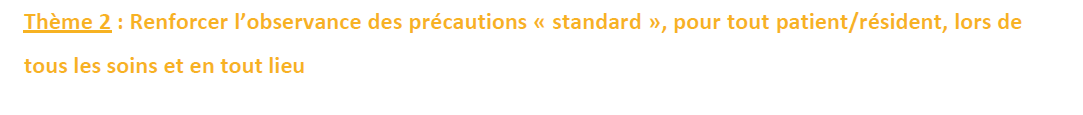 Thème 2 : Renforcer l’observance des précautions « standard », pour tout patient/résident, lors de
tous les soins et en tout lieu